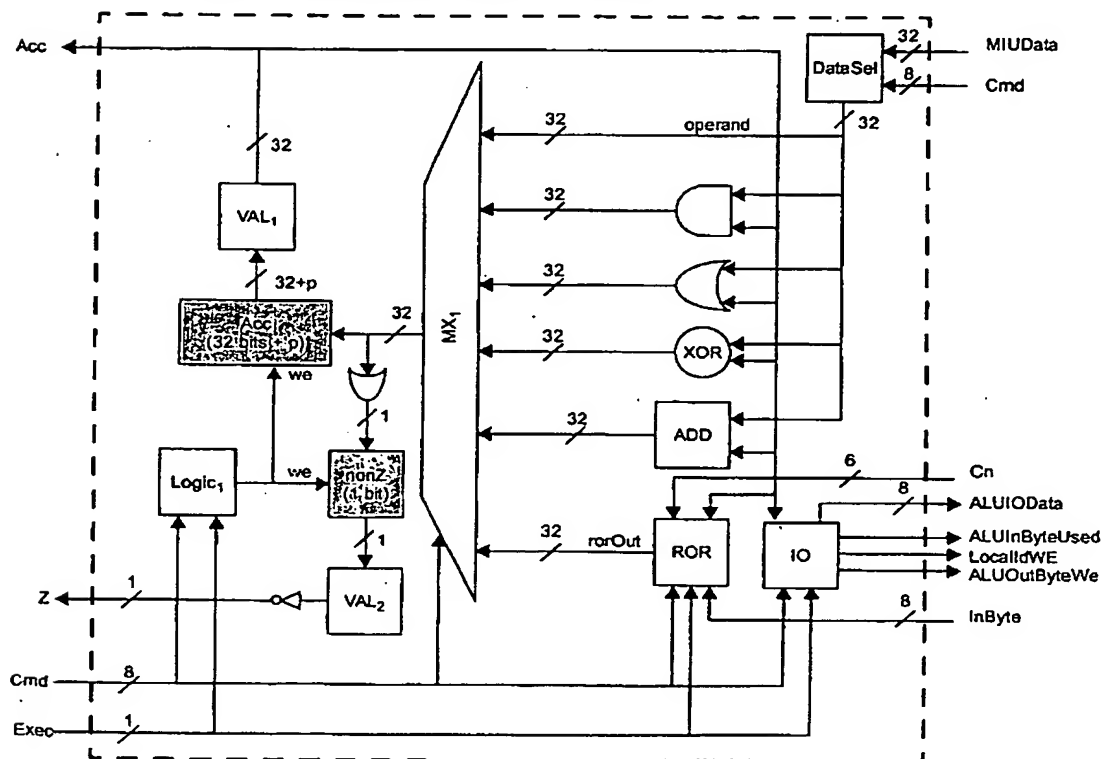 Acc
32
MIUData
DataSel
8
Cmd
32
32
operand
32
VAL1
32
32+p
32
Acc
(32 bits[+ p])
32
MX1
32
XOR
we
1
32
ADD
Logic1
we
nonZ
(1 bit)
6
Cn
8
ALUIOData
1
32
rorOut
ROR
IO
ALUInByteUsed
LocalIdWE
ALUOutByteWe
Z
1
VAL2
8
InByte
Cmd
8
Exec
1